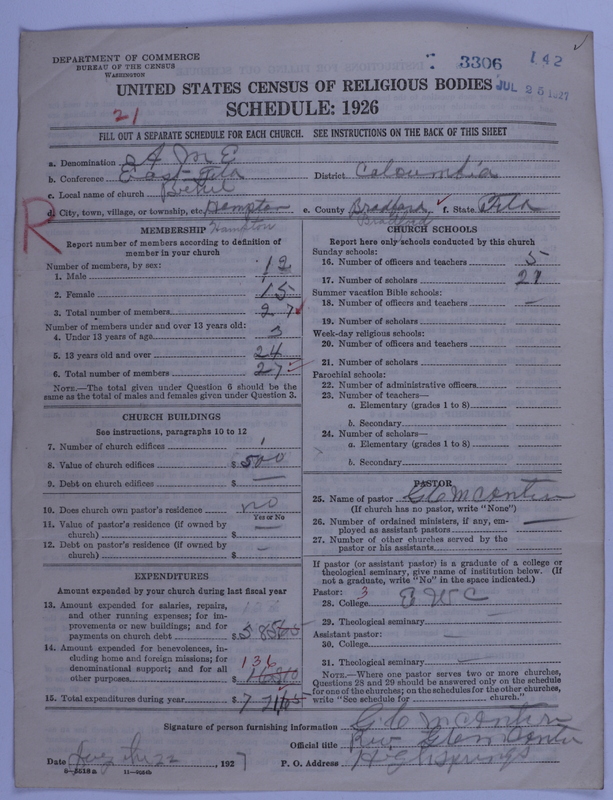 DEPARTMENT OF COMMERCE
BUREAU OF THE CENSUS
WASHINGTON
3306
142
JUL 25 1927
UNITED STATES CENSUS OF RELIGIOUS BODIES
SCHEDULE: 1926
21
FILL OUT A SEPARATE SCHEDULE FOR EACH CHURCH. SEE INSTRUCTIONS ON THE BACK OF THIS SHEET
a. Denomination A M E
b. Conference East Fla District Coloumbia
c. Local name of church Bethel
d. City, town, village, or township, etc. Hampton e. County Bradford f. State Fla
R
Hampton Bradford
MEMBERSHIP
Report number of members according to definition of member in your church
Number of members, by sex:
1. Male 12
2. Female 15
3. Total number of members 27
Number of members under and over 13 years old:
4. Under 13 years of age 3
5. 13 years old and over 24
6. Total number of members 27
NOTE.—The total given under Question 6 should be the same as the total of males and females given under Question 3.
CHURCH BUILDINGS
See instructions, paragraphs 10 to 12
7. Number of church edifices 1
8. Value of church edifices $ 500
9. Debt on church edifices $ —
10. Does church own pastor's residence? no
Yes or No
11. Value of pastor's residence (if owned by church) $ —
12. Debt on pastor's residence (if owned by church) $ —
EXPENDITURES
Amount expended by your church during last fiscal year
13. Amount expended for salaries, repairs, and other running expenses; for improvements or new buildings; and for payments on church debt $
14. Amount expended for benevolences, including home and foreign missions; for denominational support; and for all other purposes $
136
15. Total expenditures during year $
CHURCH SCHOOLS
Report here only schools conducted by this church
Sunday schools:
16. Number of officers and teachers 5
17. Number of scholars 21
Summer vacation Bible schools:
18. Number of officers and teachers —
19. Number of scholars
Week-day religious schools:
20. Number of officers and teachers
21. Number of scholars
Parochial schools:
22. Number of administrative officers
23. Number of teachers—
a. Elementary (grades 1 to 8)
b. Secondary
24. Number of scholars—
a. Elementary (grades 1 to 8)
b. Secondary
PASTOR
25. Name of pastor
(If church has no pastor, write "None")
26. Number of ordained ministers, if any, employed as assistant pastors —
27. Number of other churches served by the pastor or his assistants
If pastor (or assistant pastor) is a graduate of a college or theological seminary, give name of institution below. (If not a graduate, write "No" in the space indicated.)
Pastor: 3
28. College E W C
29. Theological seminary —
Assistant pastor:
30. College —
31. Theological seminary —
NOTE.—Where one pastor serves two or more churches, Questions 28 and 29 should be answered only on the schedule for one of the churches; on the schedules for the other churches, write "See schedule for church."
Signature of person furnishing information
Official title Rev
Date 22, 1927 P. O. Address High Springs
8—5518a 11—9664b